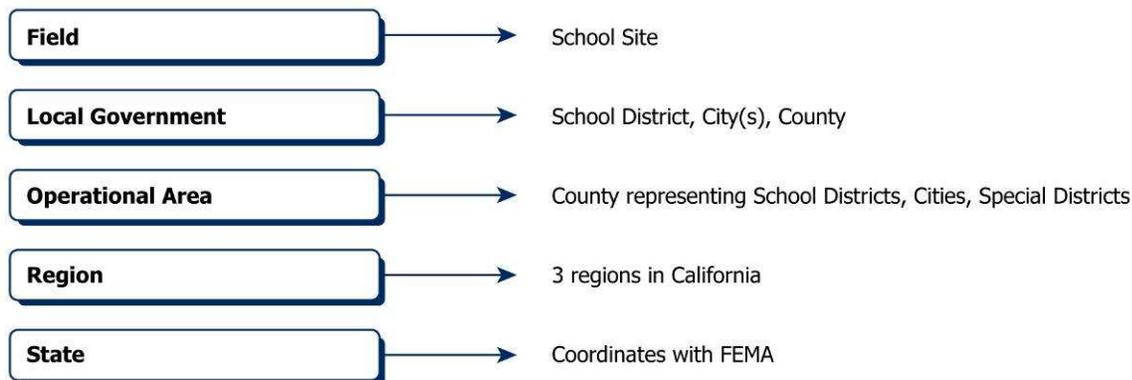 Field School Site
Local Government School District, City(s), County
Operational Area County representing School Districts, Cities, Special Districts
Region 3 regions in California
State Coordinates with FEMA